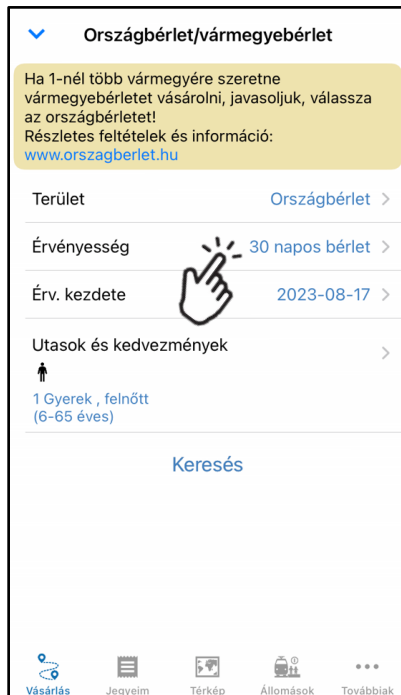 Országbérlet/vármegyebérlet
Ha 1-nél több vármegyére szeretne
vármegyebérletet vásárolni, javasoljuk, válassza
az országbérletet!
Részletes feltételek és információ:
www.orszagberlet.hu
Terület Országbérlet
Érvényesség 30 napos bérlet
Érv. kezdete 2023-08-17
Utasok és kedvezmények
1 Gyerek , felnőtt
(6-65 éves)
Keresés
Vásárlás Jegyeim Térkép Állomások Továbbiak